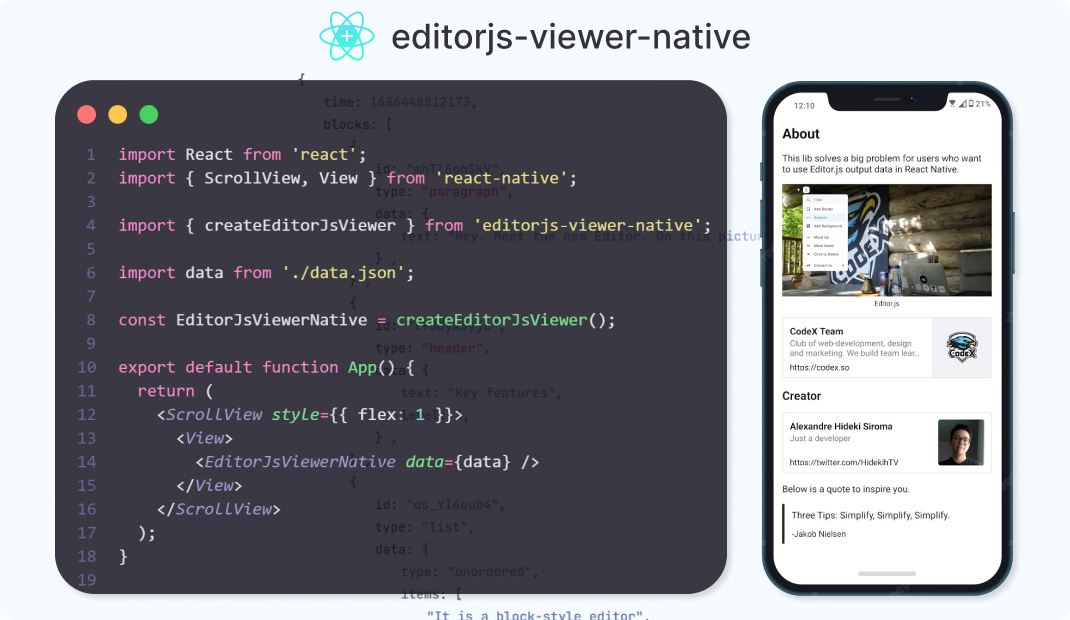 editorjs-viewer-native
{
time: 1686448812173,
blocks: [
{
type: "paragraph",
data: {
text: "Hey. Meet the new Editor. On this pictur
type: "header",
text: "Key features",
{
id: "os_YI4eub4",
type: "list",
data: {
type: "unordered",
items: [
"It is a block-style editor",
1 import React from 'react';
2 import { ScrollView, View } from 'react-native';
3
4 import { createEditorJsViewer } from 'editorjs-viewer-native';
5
6 import data from './data.json';
7
8 const EditorJsViewerNative = createEditorJsViewer();
9
10 export default function App() {
11 return (
12 <ScrollView style={{ flex: 1 }}>
13 <View>
14 <EditorJsViewerNative data={data} />
15 </View>
16 </ScrollView>
17 );
18 }
19
12:10 21%
About
This lib solves a big problem for users who want
to use Editor.js output data in React Native.
Filter
Add Border
Stretch
Add Background
Move Up
Move Down
Click to Delete
Convert to
CODEX
Editor.js
CodeX Team
Club of web-development, design
and marketing. We build team lear...
https://codex.so
CODEX
Creator
Alexandre Hideki Siroma
Just a developer
https://twitter.com/HidekihTV
Below is a quote to inspire you.
Three Tips: Simplify, Simplify, Simplify.
-Jakob Nielsen